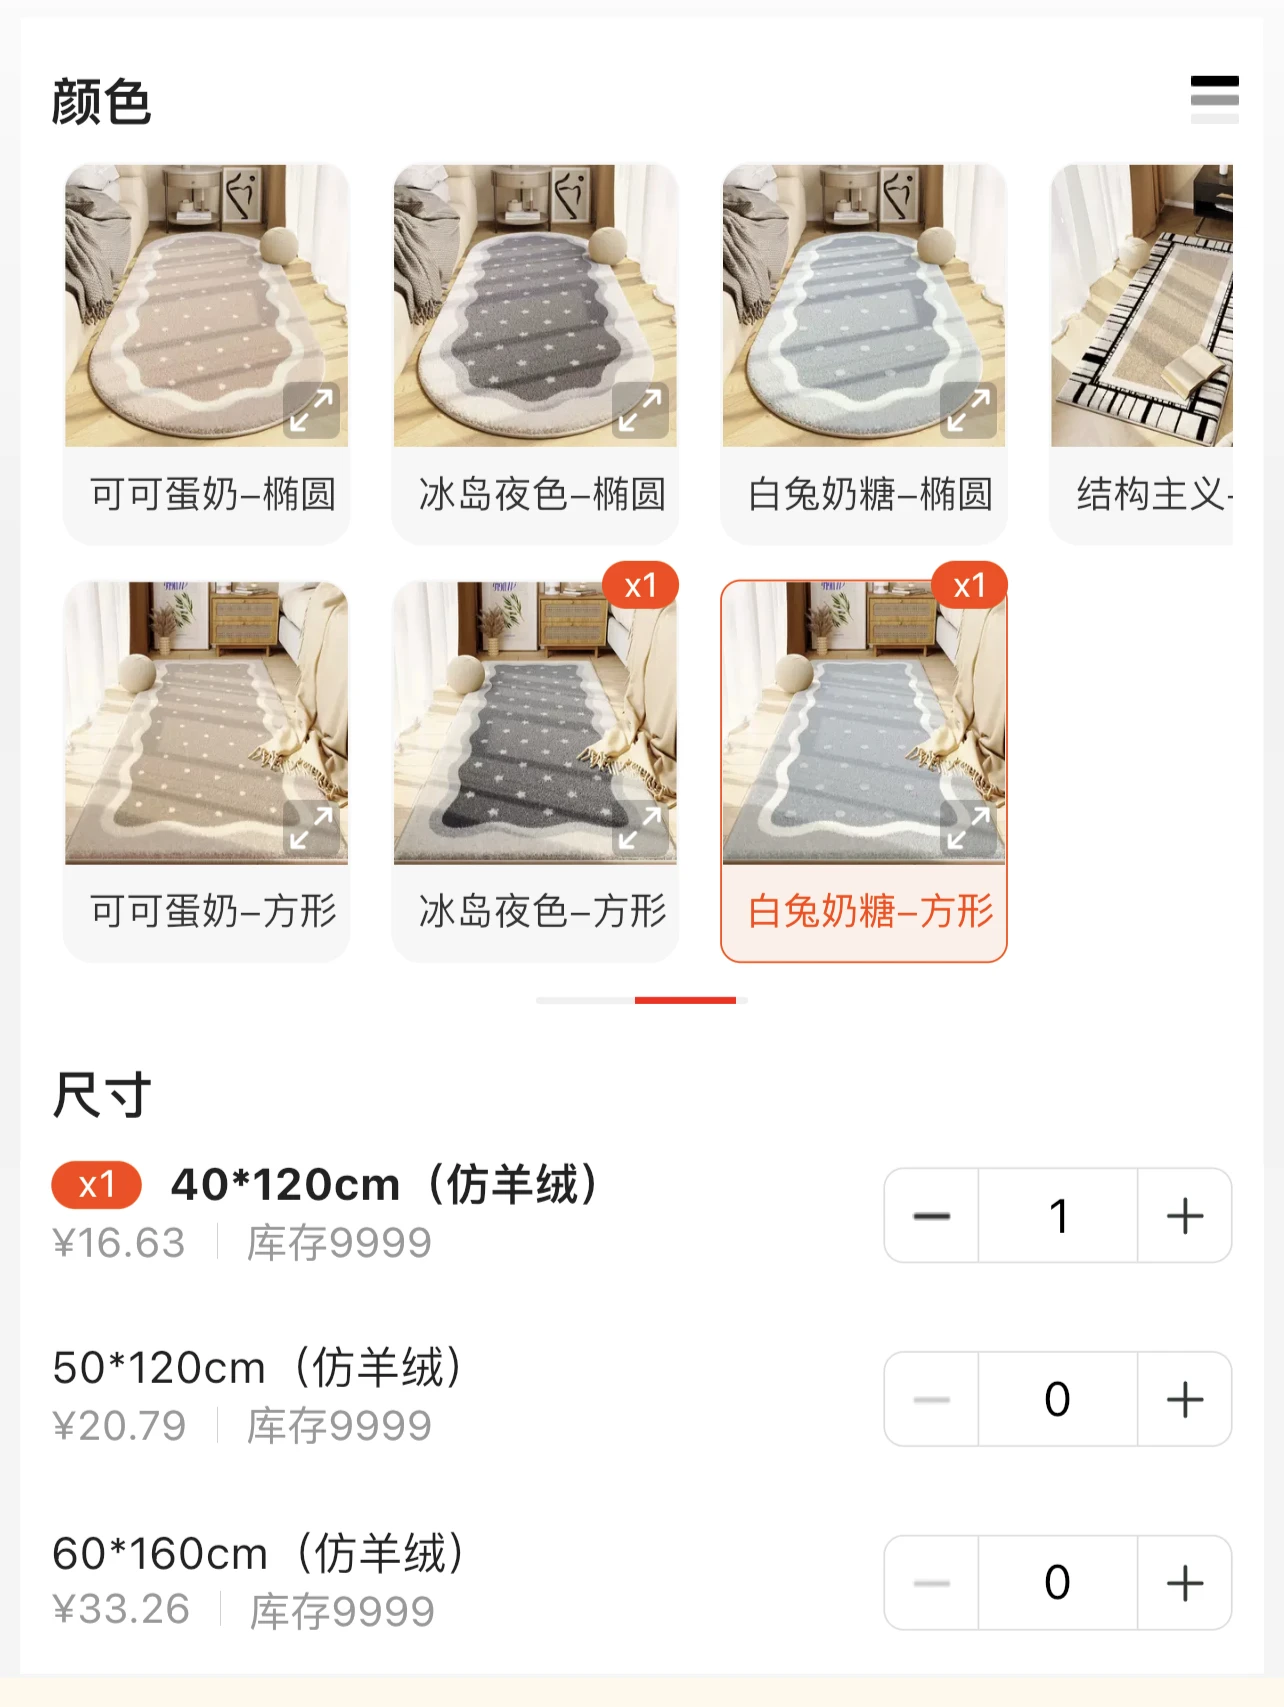 颜色
可可蛋奶-椭圆
冰岛夜色-椭圆
白兔奶糖-椭圆
结构主义-
x1
x1
可可蛋奶-方形
冰岛夜色-方形
白兔奶糖-方形
尺寸
x1 40*120cm（仿羊绒）
¥16.63 库存9999
1
50*120cm（仿羊绒）
¥20.79 库存9999
0
60*160cm（仿羊绒）
¥33.26 库存9999
0